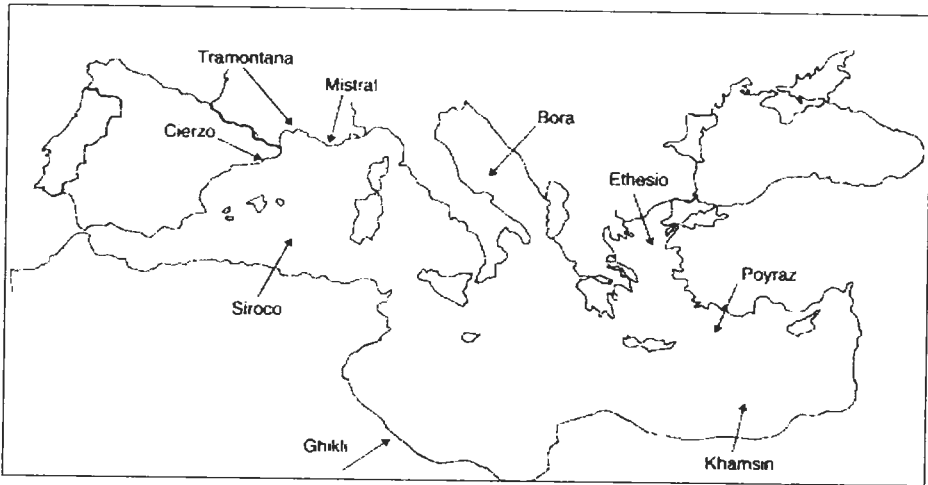 Tramontana
Mistral
Cierzo
Bora
Ethesio
Poyraz
Siroco
Ghikli
Khamsin